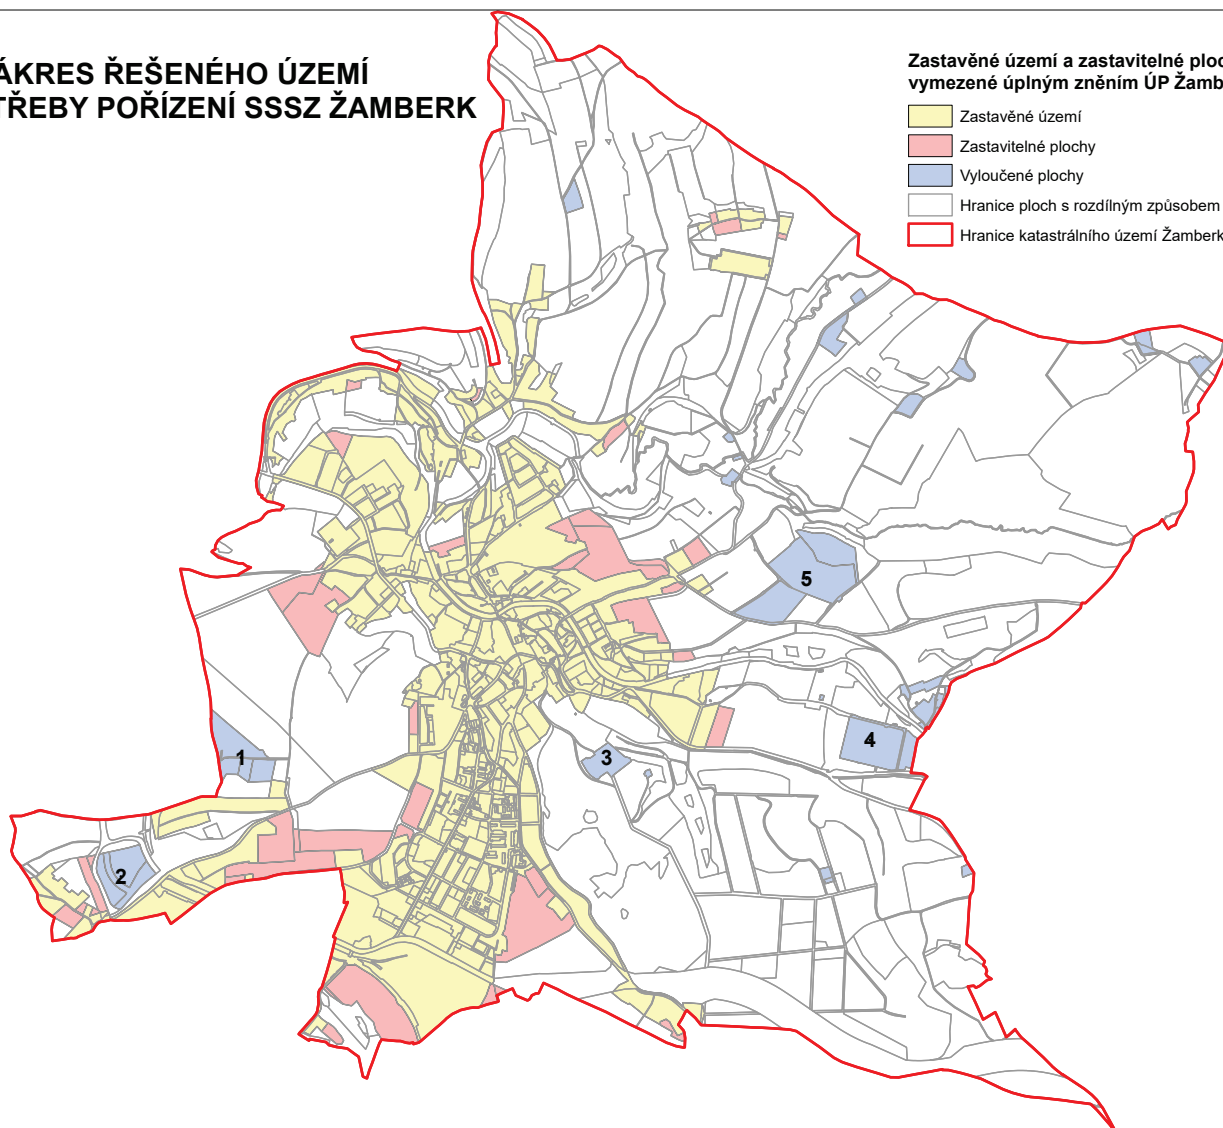 ÁKRES ŘEŠENÉHO ÚZEMÍ
TŘEBY POŘÍZENÍ SSSZ ŽAMBERK
Zastavěné území a zastavitelné ploc
vymezené úplným zněním ÚP Žamb
Zastavěné území
Zastavitelné plochy
Vyloučené plochy
Hranice ploch s rozdílným způsobem
Hranice katastrálního území Žamberk
5
4
3
1
2